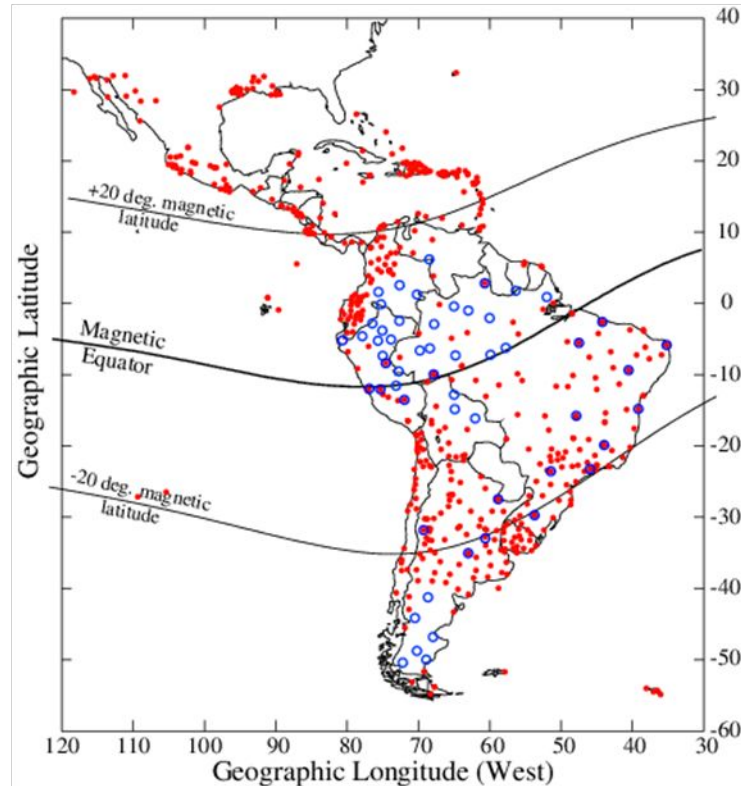 40
30
+20 deg. magnetic
latitude
20
10
0
Magnetic
Equator
-10
-20
-20 deg. magnetic
latitude
-30
-40
-50
-60
120 110 100 90 80 70 60 50 40 30
Geographic Longitude (West)
Geographic Latitude